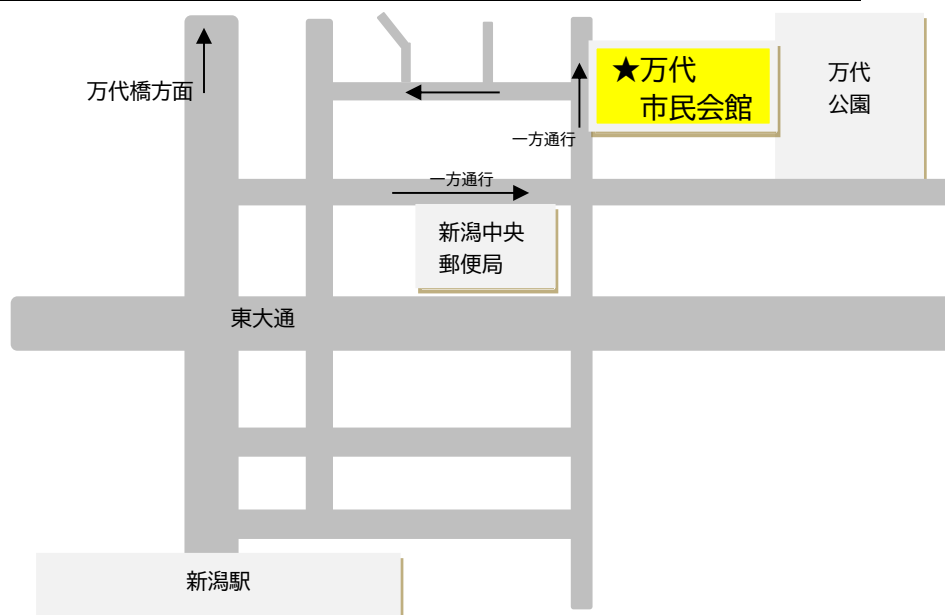 ★万代
市民会館
万代
公園
万代橋方面
一方通行
一方通行
新潟中央
郵便局
東大通
新潟駅